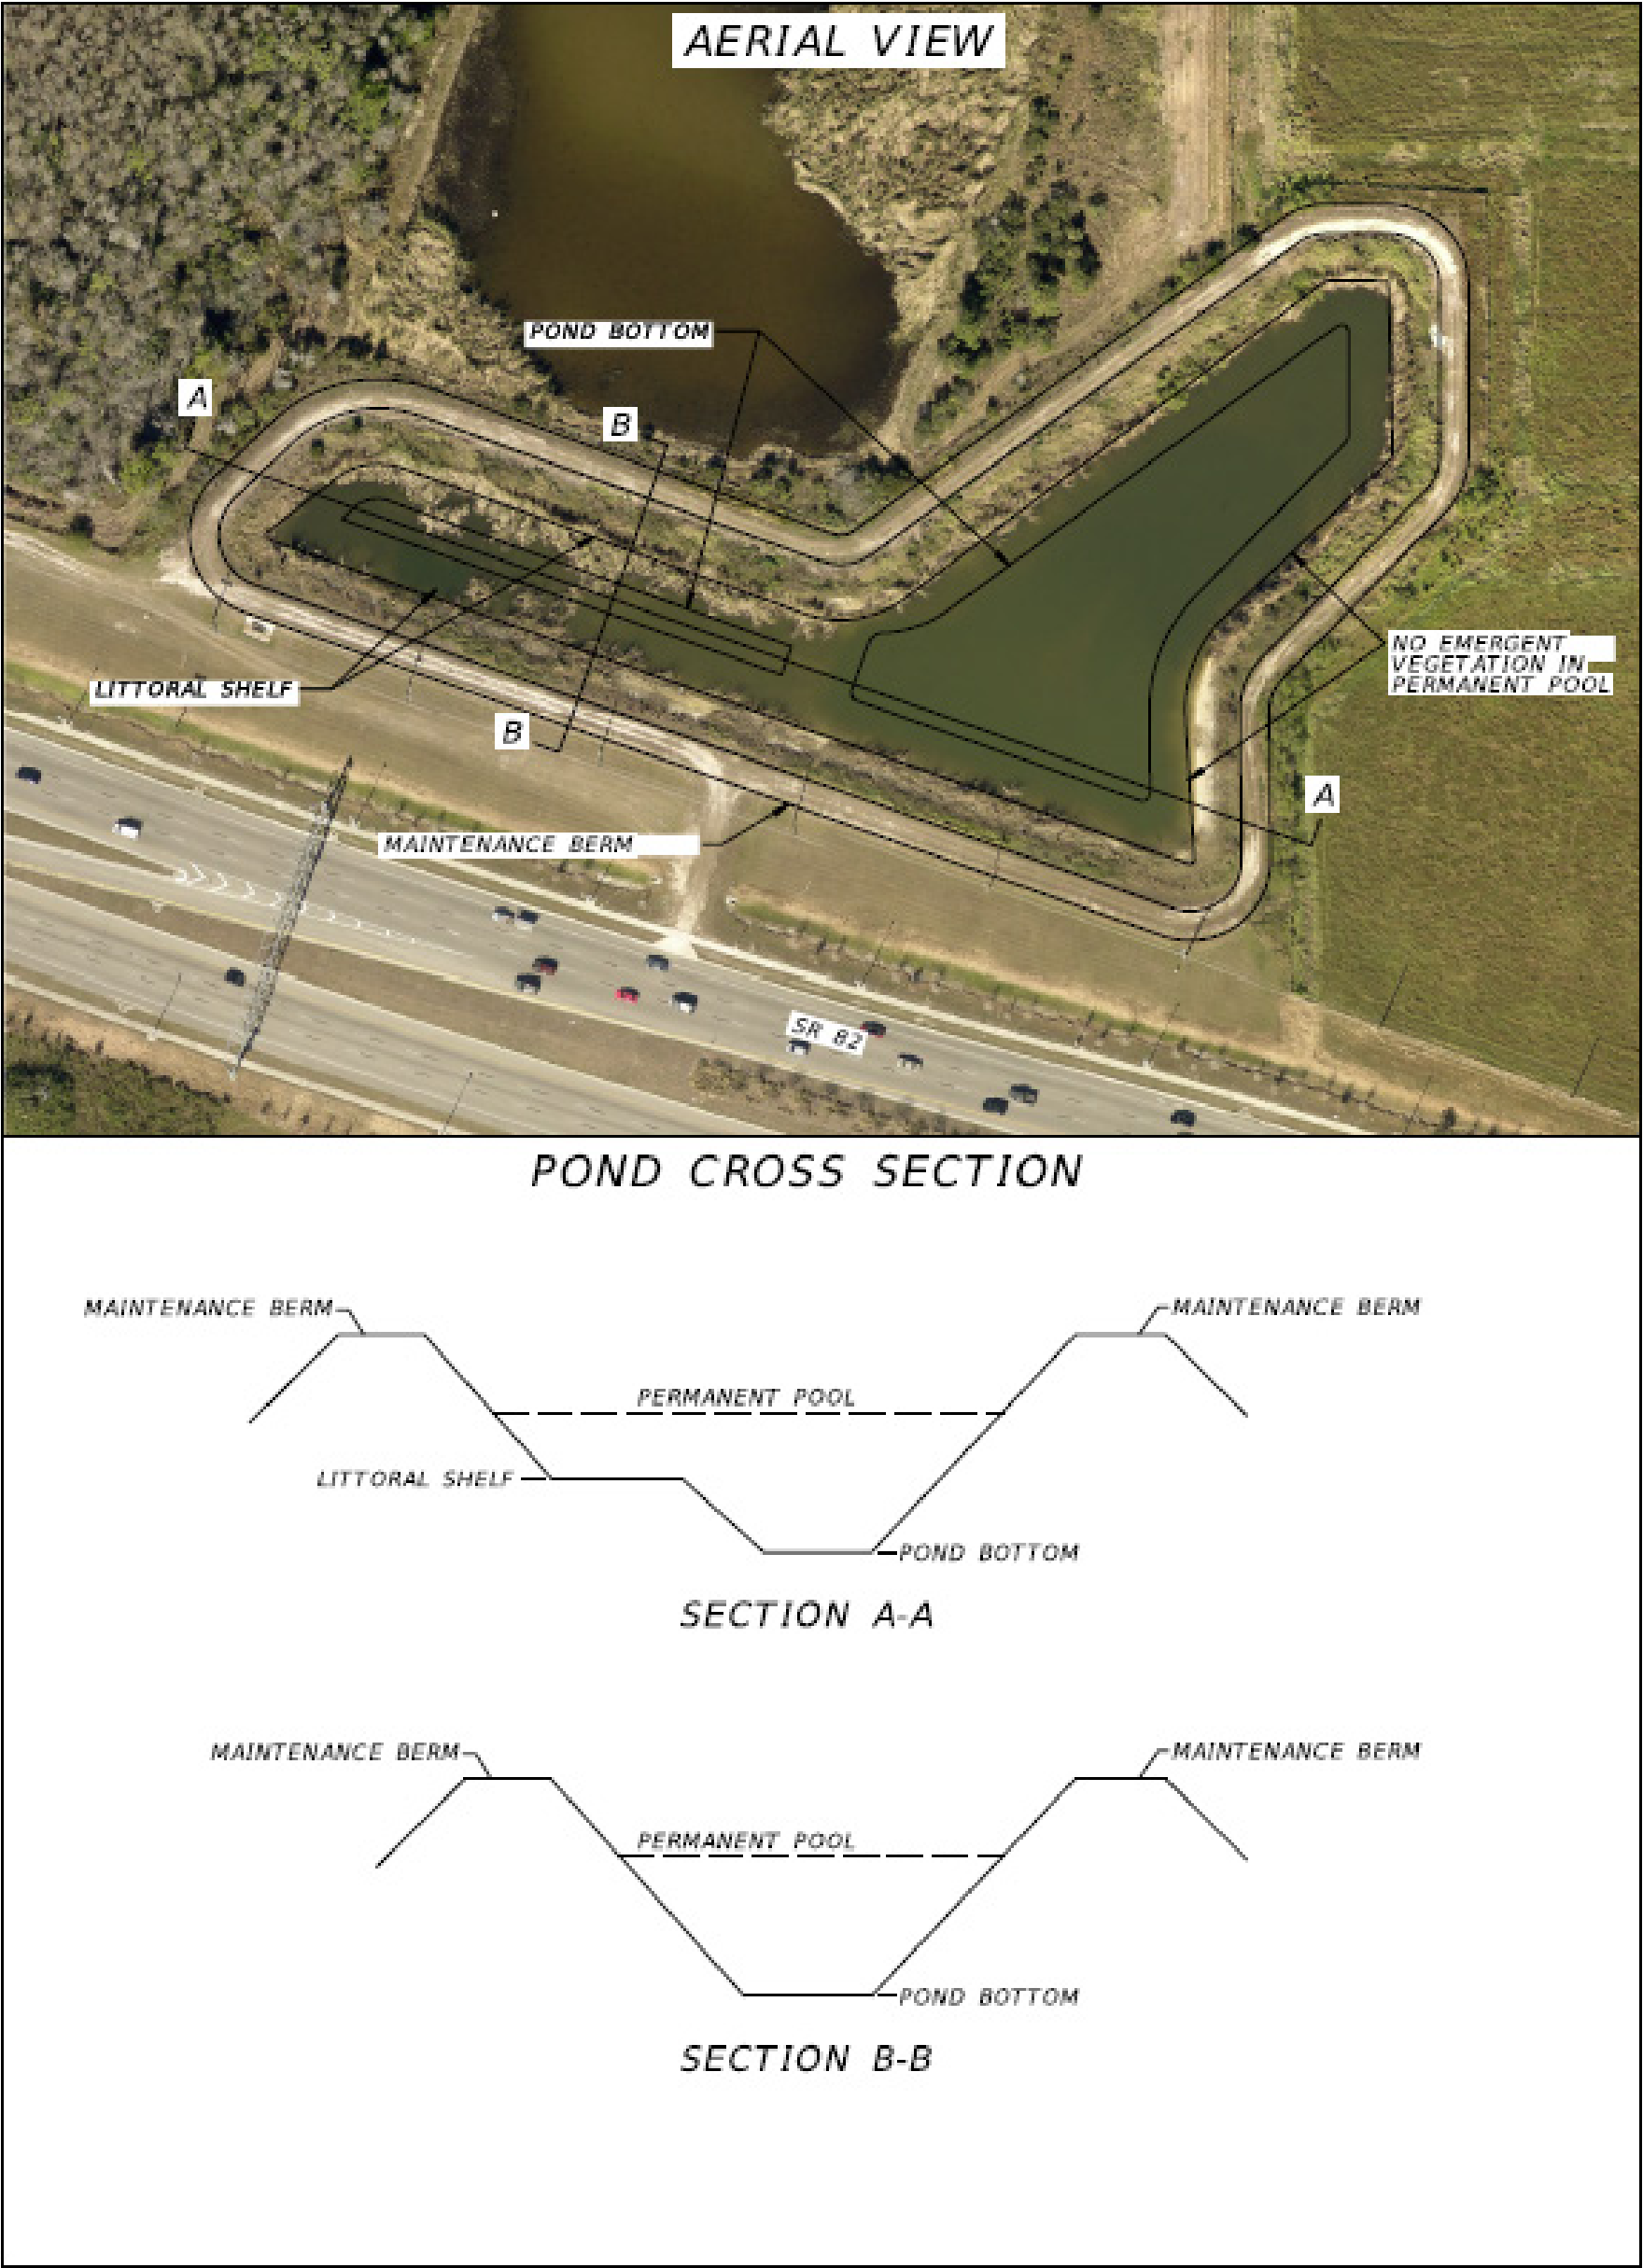 AERIAL VIEW
POND BOTTOM
A
B
NO EMERGENT
VEGETATION IN
PERMANENT POOL
LITTORAL SHELF
B
A
MAINTENANCE BERM
SR 82
POND CROSS SECTION
MAINTENANCE BERM
MAINTENANCE BERM
PERMANENT POOL
LITTORAL SHELF
POND BOTTOM
SECTION A-A
MAINTENANCE BERM
MAINTENANCE BERM
PERMANENT POOL
POND BOTTOM
SECTION B-B